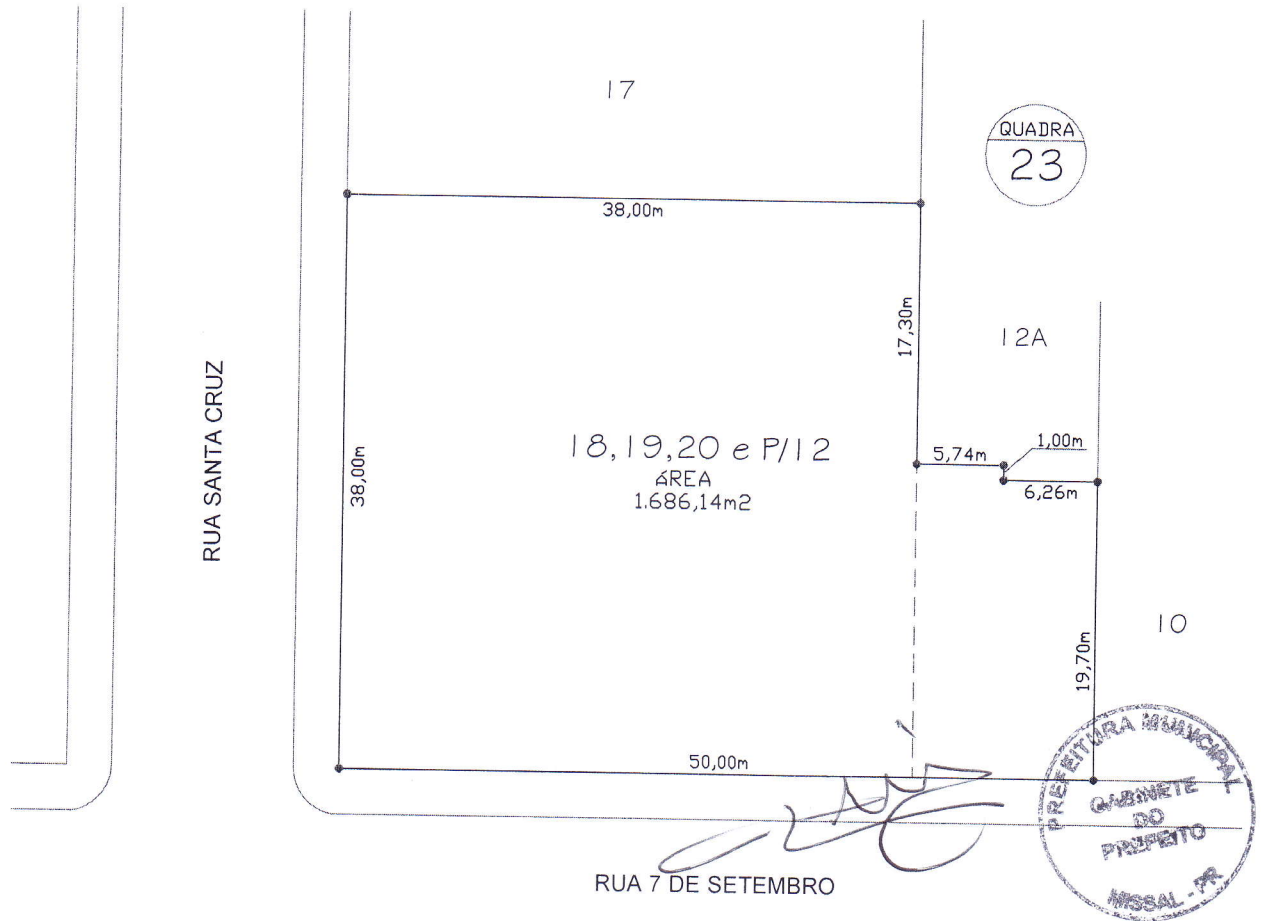 17
QUADRA
23
38,00m
17,30m
12A
RUA SANTA CRUZ
38,00m
18,19,20 e P/12
ÁREA
1.686,14m2
5,74m
1,00m
6,26m
19,70m
10
50,00m
RUA 7 DE SETEMBRO
PREFEITURA MUNICIPAL
GABINETE
DO
PREFEITO
MISSAL - PR